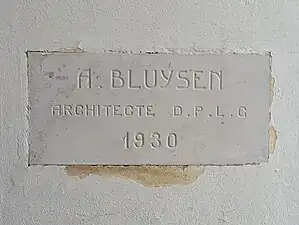 A. BLUYSEN
ARCHITECTE D.P.L.G
1930